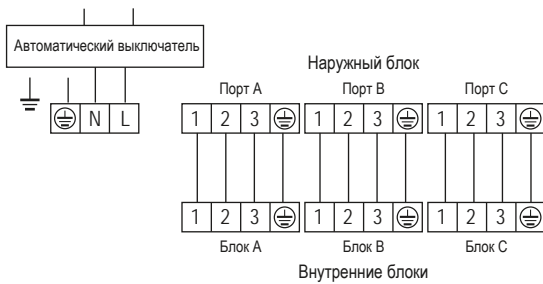 Автоматический выключатель
N L
Наружный блок
Порт A Порт B Порт C
1 2 3 1 2 3 1 2 3
1 2 3 1 2 3 1 2 3
Блок A Блок B Блок C
Внутренние блоки